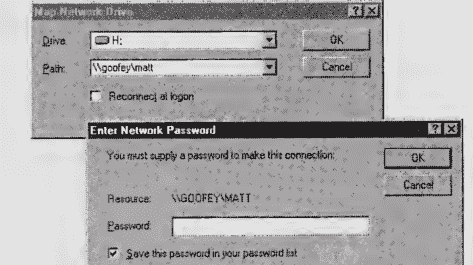 Map Network Drive
Drive: H: OK
Path: \\goofey\matt Cancel
Reconnect at logon
Enter Network Password
You must supply a password to make this connection: OK
Cancel
Resource: \\GOOFEY\MATT
Password:
Save this password in your password list